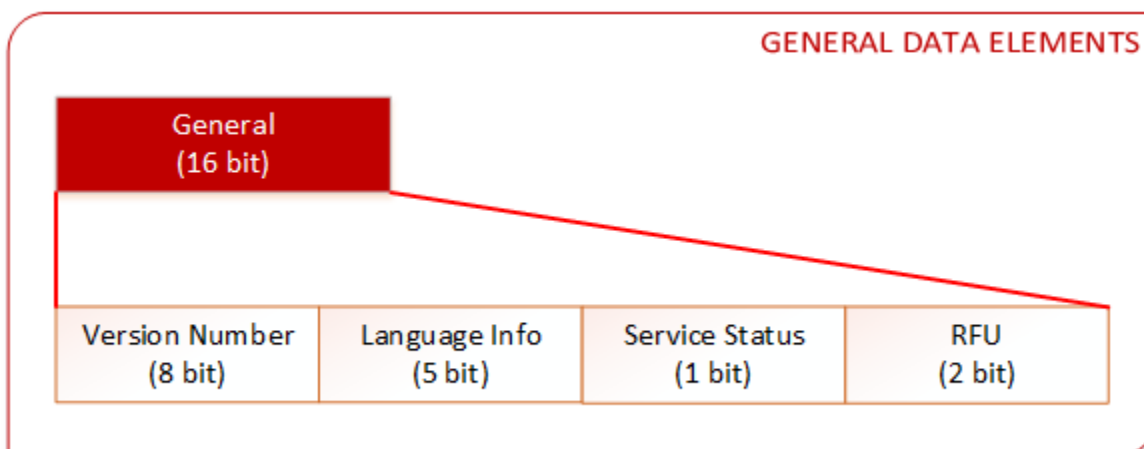 GENERAL DATA ELEMENTS
General
(16 bit)
Version Number
(8 bit)
Language Info
(5 bit)
Service Status
(1 bit)
RFU
(2 bit)